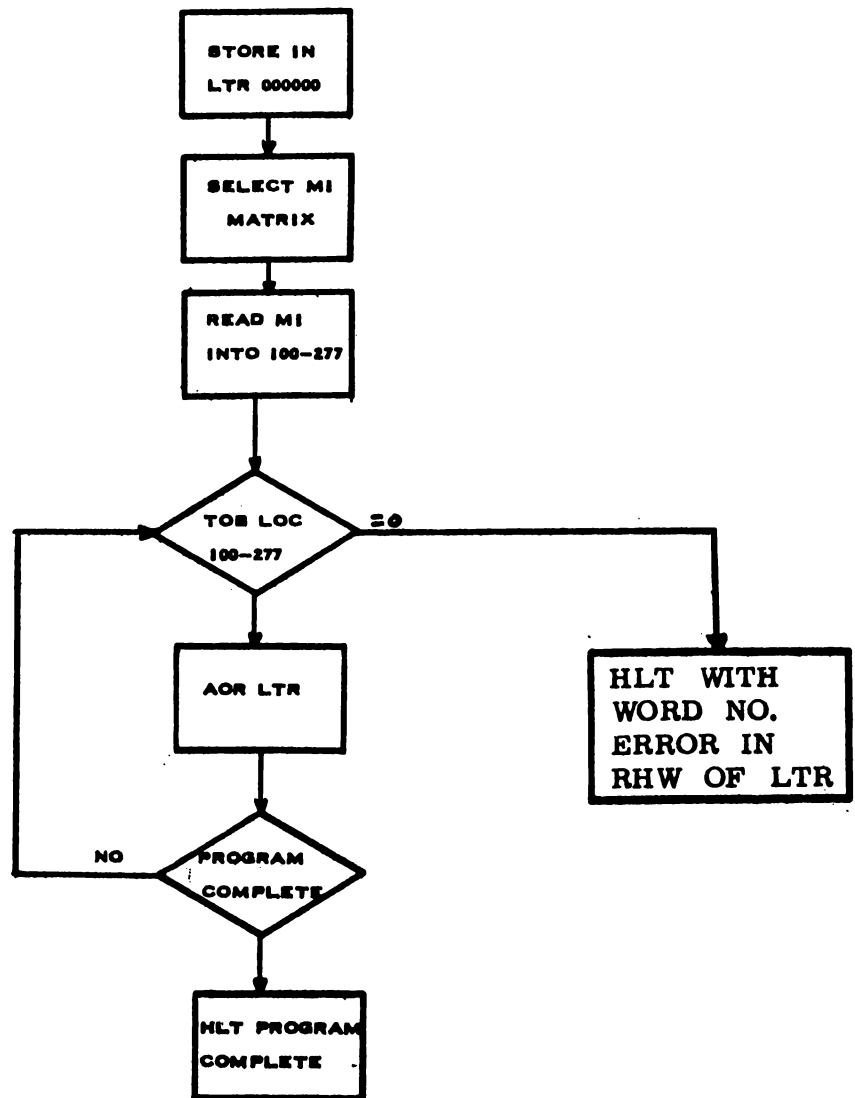 STORE IN
LTR 000000
SELECT MI
MATRIX
READ MI
INTO 100-277
TOB LOC
100-277
=0
AOR LTR
HLT WITH
WORD NO.
ERROR IN
RHW OF LTR
NO
PROGRAM
COMPLETE
HLT PROGRAM
COMPLETE